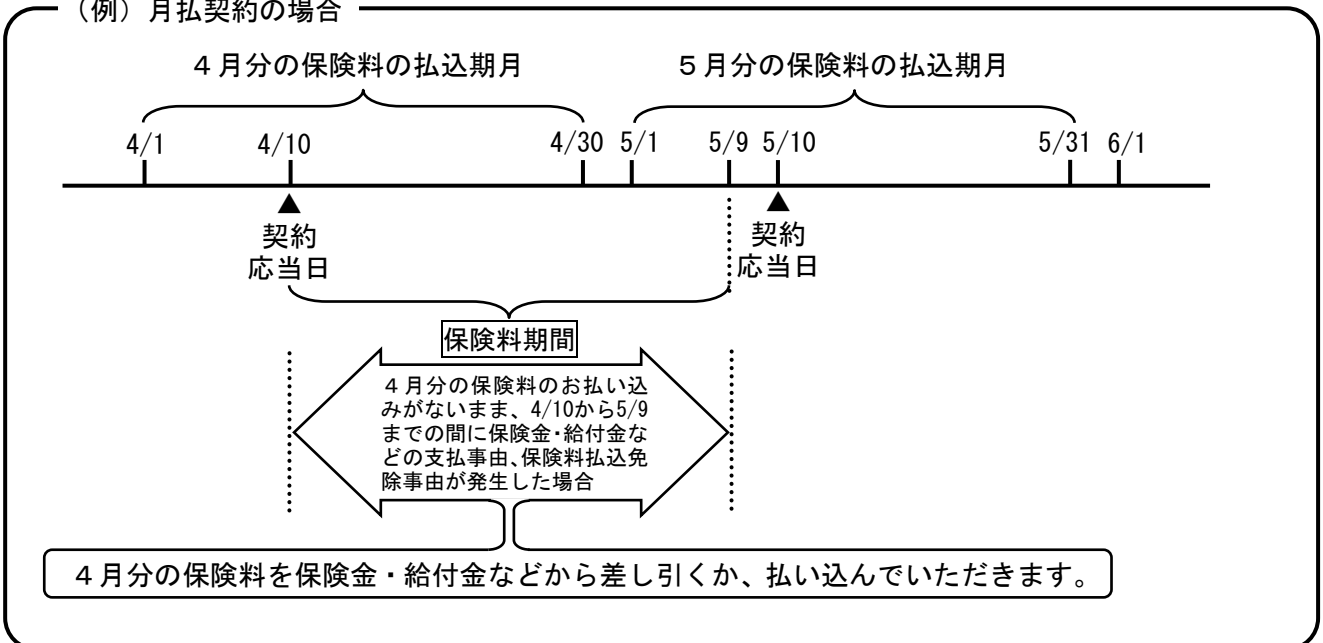 （例）月払契約の場合
４月分の保険料の払込期月 ５月分の保険料の払込期月
4/1 4/10 4/30 5/1 5/9 5/10 5/31 6/1
▲ ▲
契約 契約
応当日 応当日
保険料期間
４月分の保険料のお払い込
みがないまま、4/10から5/9
までの間に保険金・給付金な
どの支払事由、保険料払込免
除事由が発生した場合
４月分の保険料を保険金・給付金などから差し引くか、払い込んでいただきます。